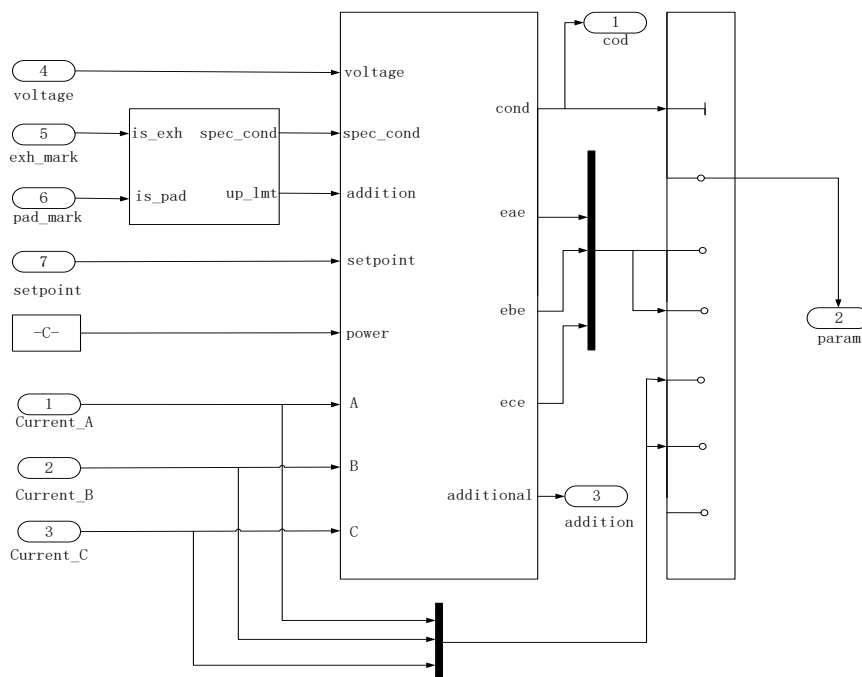 1
cod
4
voltage
voltage
cond
5
exh_mark
is_exh
spec_cond
spec_cond
6
pad_mark
is_pad
up_lmt
addition
eae
7
setpoint
setpoint
ebe
2
param
-C-
power
1
Current_A
A
ece
2
Current_B
B
additional
3
addition
3
Current_C
C